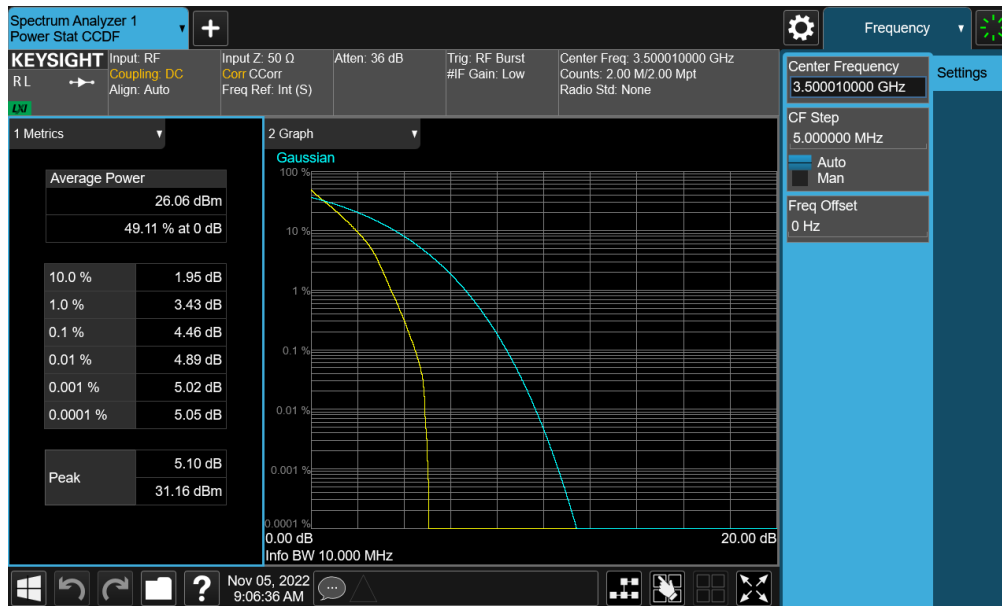 Spectrum Analyzer 1
Power Stat CCDF
+
Frequency
KEYSIGHT
R L
LXI
Input: RF
Coupling: DC
Align: Auto
Input Z: 50 Ω
Corr CCorr
Freq Ref: Int (S)
Atten: 36 dB
Trig: RF Burst
#IF Gain: Low
Center Freq: 3.500010000 GHz
Counts: 2.00 M/2.00 Mpt
Radio Std: None
Center Frequency
3.500010000 GHz
Settings
CF Step
5.000000 MHz
Auto
Man
Freq Offset
0 Hz
1 Metrics
Average Power
26.06 dBm
49.11 % at 0 dB
10.0 % 1.95 dB
1.0 % 3.43 dB
0.1 % 4.46 dB
0.01 % 4.89 dB
0.001 % 5.02 dB
0.0001 % 5.05 dB
Peak 5.10 dB
31.16 dBm
2 Graph
Gaussian
100 %
10 %
1 %
0.1 %
0.01 %
0.001 %
0.0001 %
0.00 dB 20.00 dB
Info BW 10.000 MHz
?
Nov 05, 2022
9:06:36 AM